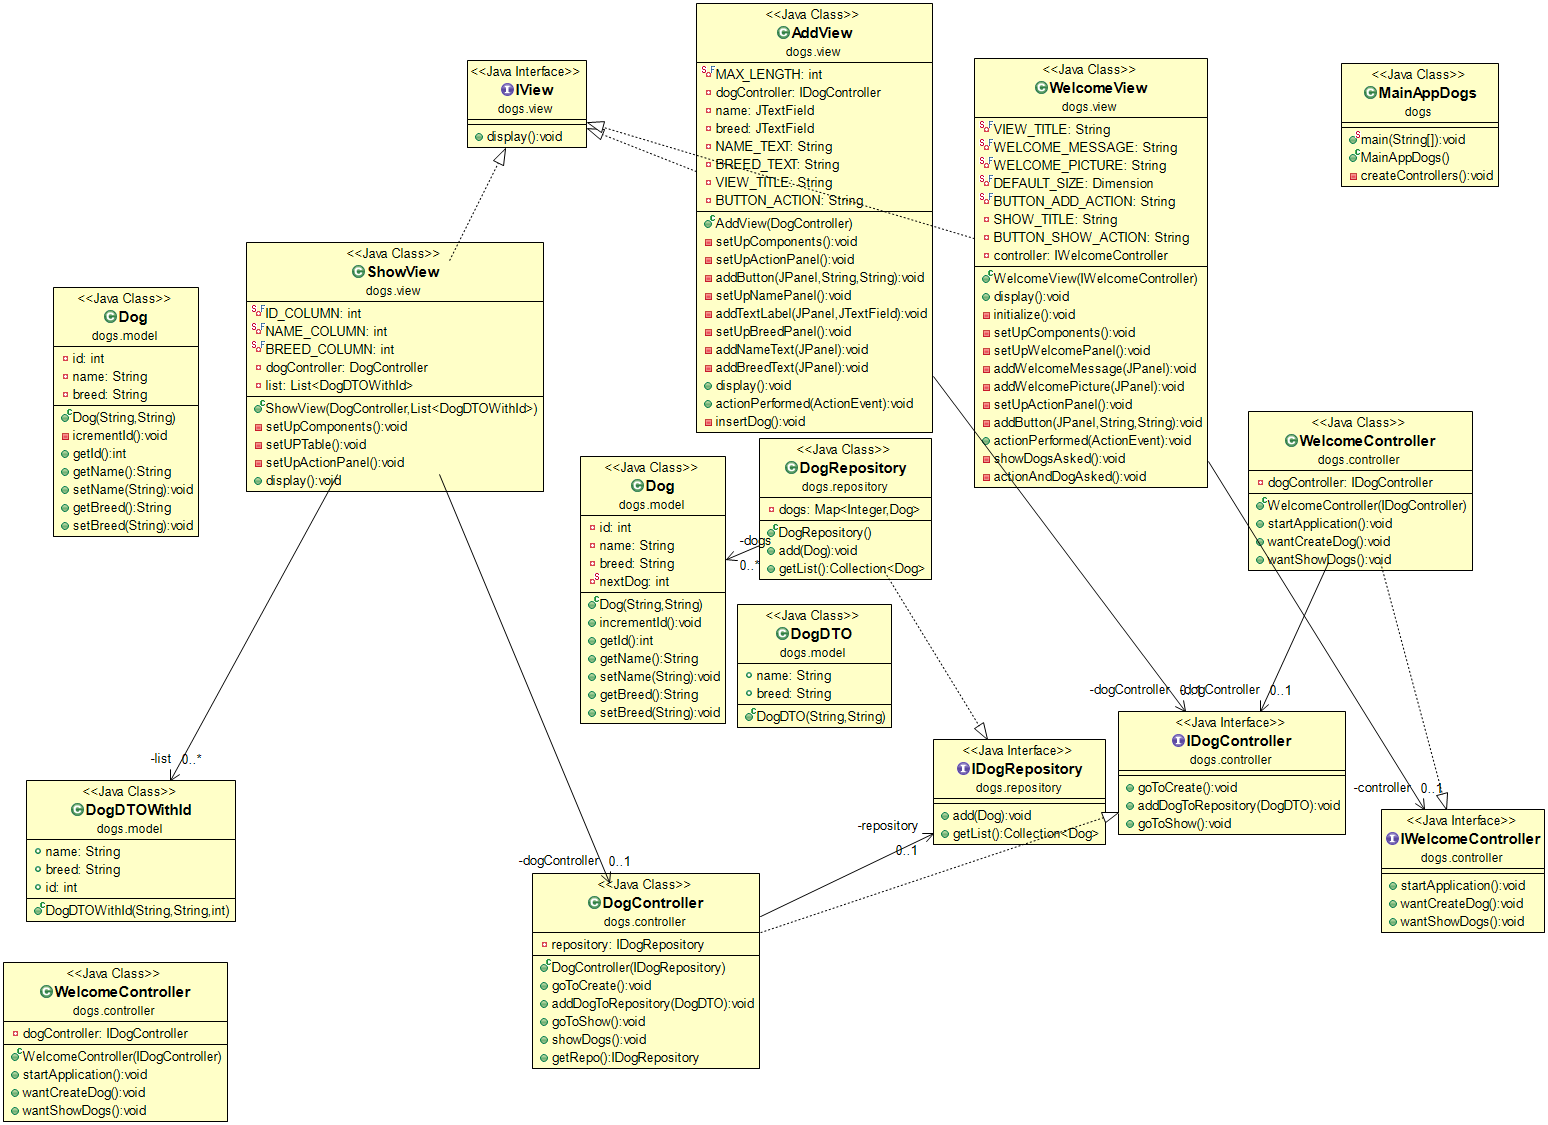 <<Java Class>>
AddView
dogs.view
MAX_LENGTH: int
dogController: IDogController
name: JTextField
breed: JTextField
NAME_TEXT: String
BREED_TEXT: String
VIEW_TITLE: String
BUTTON_ACTION: String
AddView(DogController)
setUpComponents():void
setUpActionPanel():void
addButton(JPanel,String,String):void
setUpNamePanel():void
addTextLabel(JPanel,JTextField):void
setUpBreedPanel():void
addNameText(JPanel):void
addBreedText(JPanel):void
display():void
actionPerformed(ActionEvent):void
insertDog():void
<<Java Interface>>
IView
dogs.view
display():void
<<Java Class>>
WelcomeView
dogs.view
VIEW_TITLE: String
WELCOME_MESSAGE: String
WELCOME_PICTURE: String
DEFAULT_SIZE: Dimension
BUTTON_ADD_ACTION: String
SHOW_TITLE: String
BUTTON_SHOW_ACTION: String
controller: IWelcomeController
WelcomeView(IWelcomeController)
display():void
initialize():void
setUpComponents():void
setUpWelcomePanel():void
addWelcomeMessage(JPanel):void
addWelcomePicture(JPanel):void
setUpActionPanel():void
addButton(JPanel,String,String):void
actionPerformed(ActionEvent):void
showDogsAsked():void
actionAndDogAsked():void
<<Java Class>>
MainAppDogs
dogs
main(String[]):void
MainAppDogs()
createControllers():void
<<Java Class>>
ShowView
dogs.view
ID_COLUMN: int
NAME_COLUMN: int
BREED_COLUMN: int
dogController: DogController
list: List<DogDTOWithId>
ShowView(DogController,List<DogDTOWithId>)
setUpComponents():void
setUPTable():void
setUpActionPanel():void
display():void
<<Java Class>>
Dog
dogs.model
id: int
name: String
breed: String
Dog(String,String)
icrementId():void
getId():int
getName():String
setName(String):void
getBreed():String
setBreed(String):void
<<Java Class>>
WelcomeController
dogs.controller
dogController: IDogController
WelcomeController(IDogController)
startApplication():void
wantCreateDog():void
wantShowDogs():void
<<Java Class>>
DogRepository
dogs.repository
dogs: Map<Integer,Dog>
DogRepository()
add(Dog):void
getList():Collection<Dog>
-dogs
0..*
<<Java Class>>
Dog
dogs.model
id: int
name: String
breed: String
nextDog: int
Dog(String,String)
incrementId():void
getId():int
getName():String
setName(String):void
getBreed():String
setBreed(String):void
<<Java Class>>
DogDTO
dogs.model
name: String
breed: String
DogDTO(String,String)
-dogController 0..1
-dogController 0..1
<<Java Interface>>
IDogController
dogs.controller
goToCreate():void
addDogToRepository(DogDTO):void
goToShow():void
<<Java Interface>>
IDogRepository
dogs.repository
add(Dog):void
getList():Collection<Dog>
-list 0..*
<<Java Class>>
DogDTOWithId
dogs.model
name: String
breed: String
id: int
DogDTOWithId(String,String,int)
-controller 0..1
<<Java Interface>>
IWelcomeController
dogs.controller
startApplication():void
wantCreateDog():void
wantShowDogs():void
-repository
0..1
-dogController 0..1
<<Java Class>>
DogController
dogs.controller
repository: IDogRepository
DogController(IDogRepository)
goToCreate():void
addDogToRepository(DogDTO):void
goToShow():void
showDogs():void
getRepo():IDogRepository
<<Java Class>>
WelcomeController
dogs.controller
dogController: IDogController
WelcomeController(IDogController)
startApplication():void
wantCreateDog():void
wantShowDogs():void